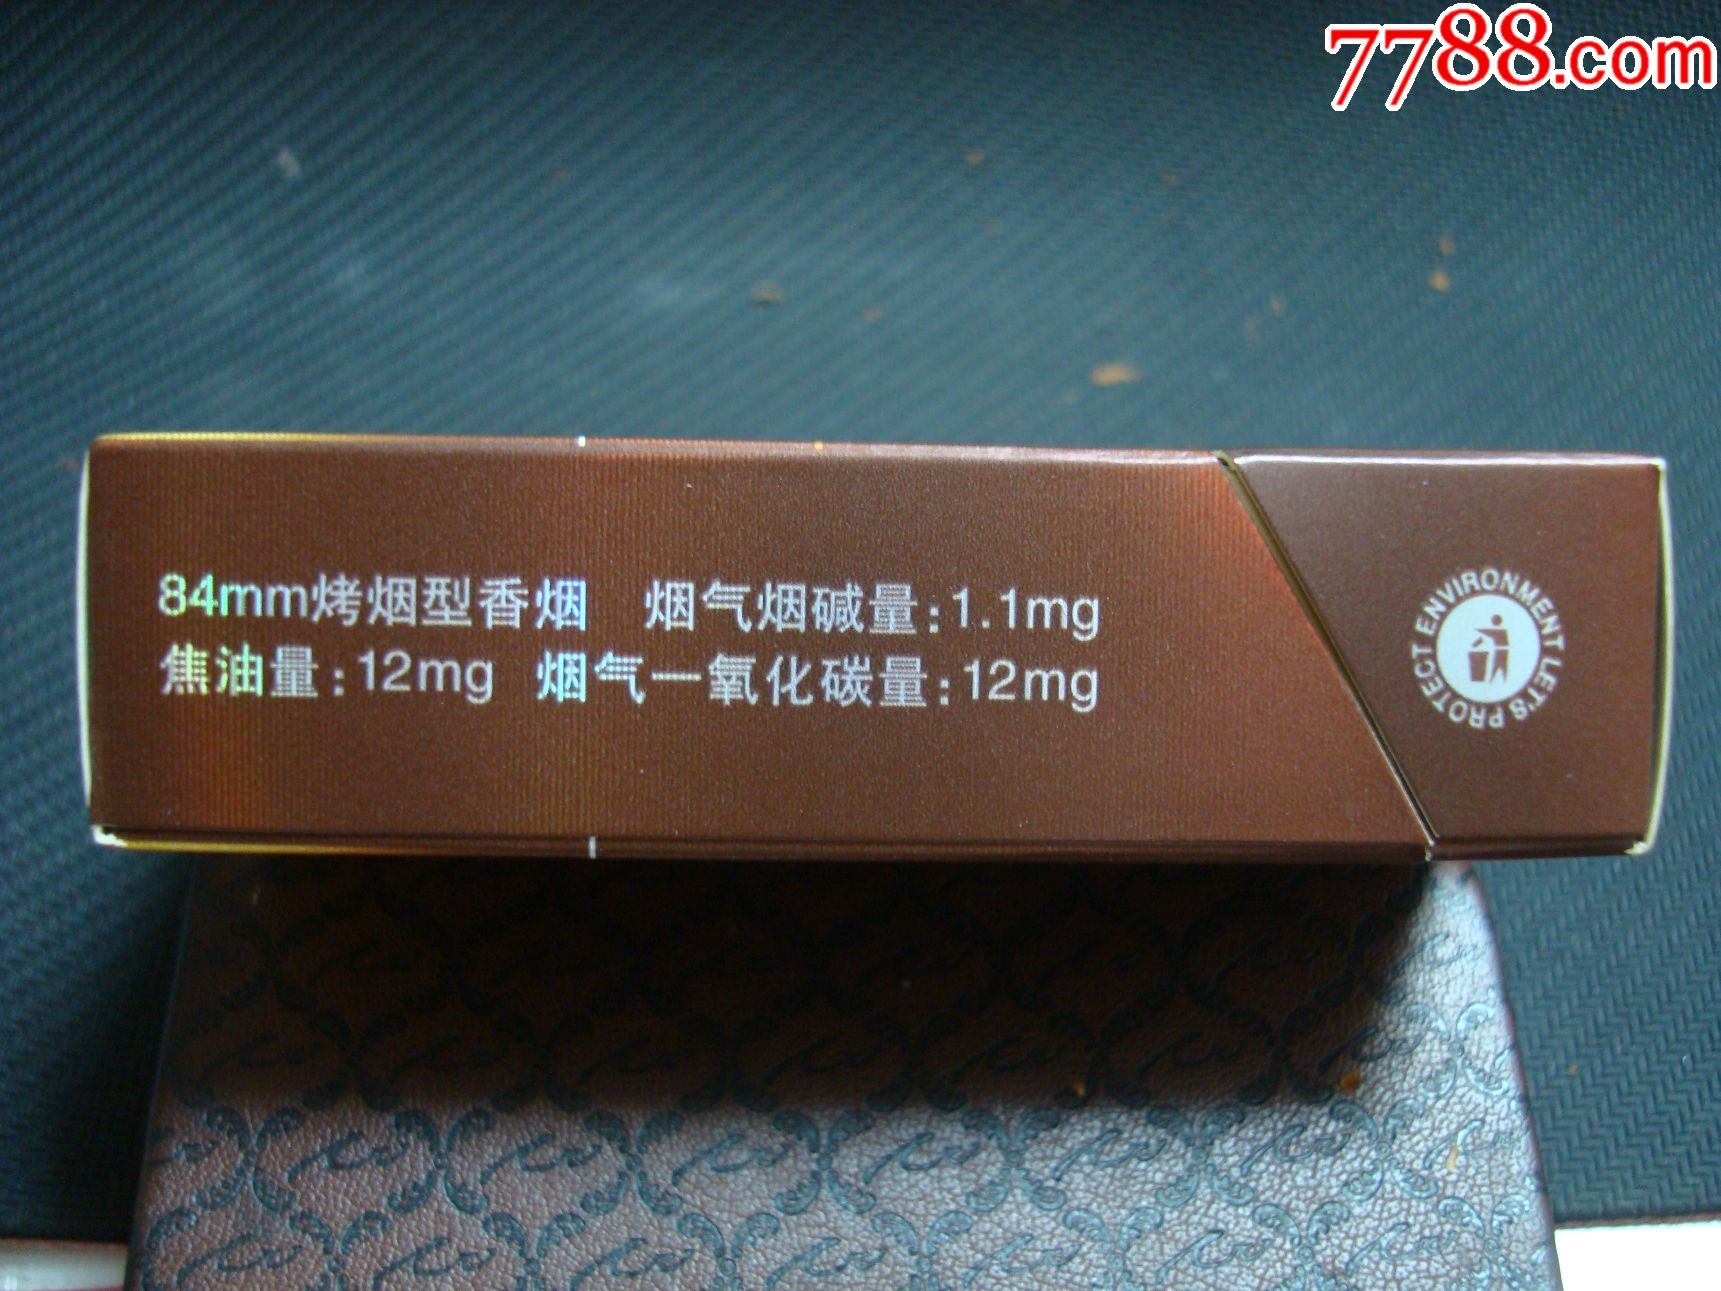 7788.com
84mm烤烟型香烟 烟气烟碱量:1.1mg
焦油量:12mg 烟气一氧化碳量:12mg
LET'S PROTECT ENVIRONMENT